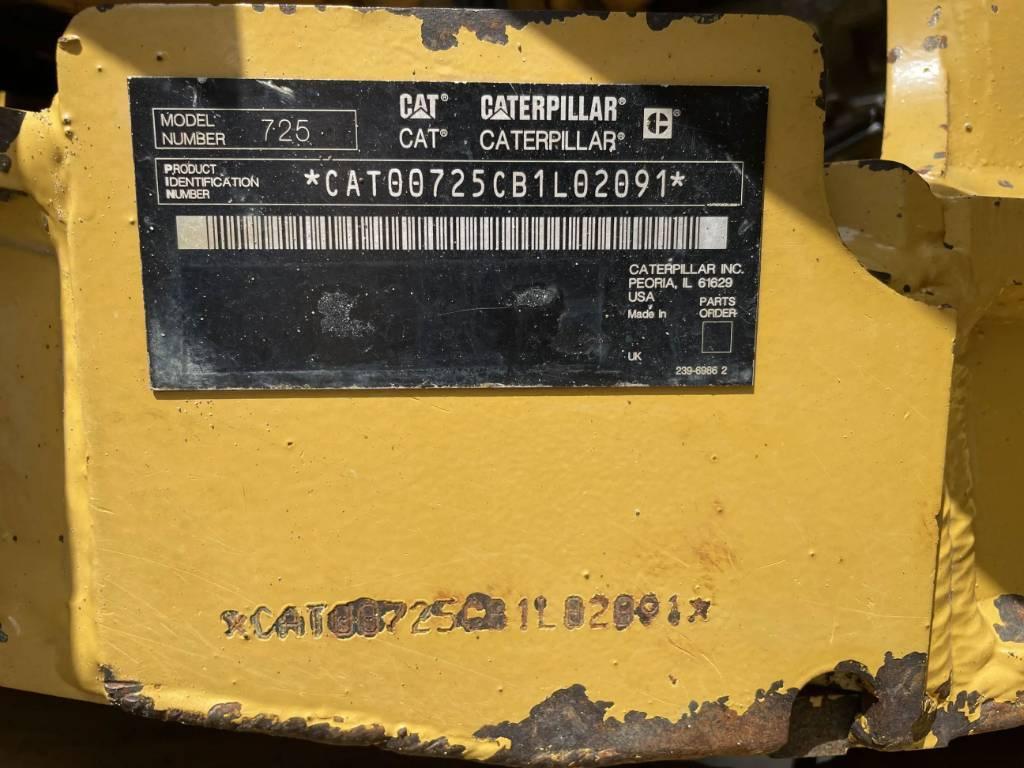 MODEL NUMBER 725
CAT® CATERPILLAR®
CAT® CATERPILLAR®
PRODUCT IDENTIFICATION NUMBER *CAT00725CB1L02091*
CATERPILLAR INC.
PEORIA, IL 61629
USA
PARTS ORDER
Made in
UK
239-6986 2
*CAT00725CB1L02091*